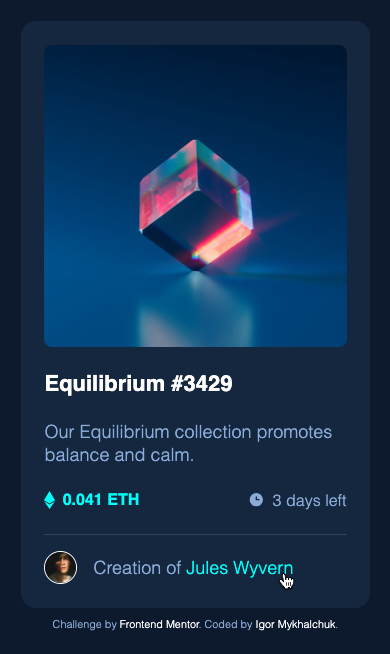 Equilibrium #3429
Our Equilibrium collection promotes
balance and calm.
0.041 ETH
3 days left
Creation of Jules Wyvern
Challenge by Frontend Mentor. Coded by Igor Mykhalchuk.